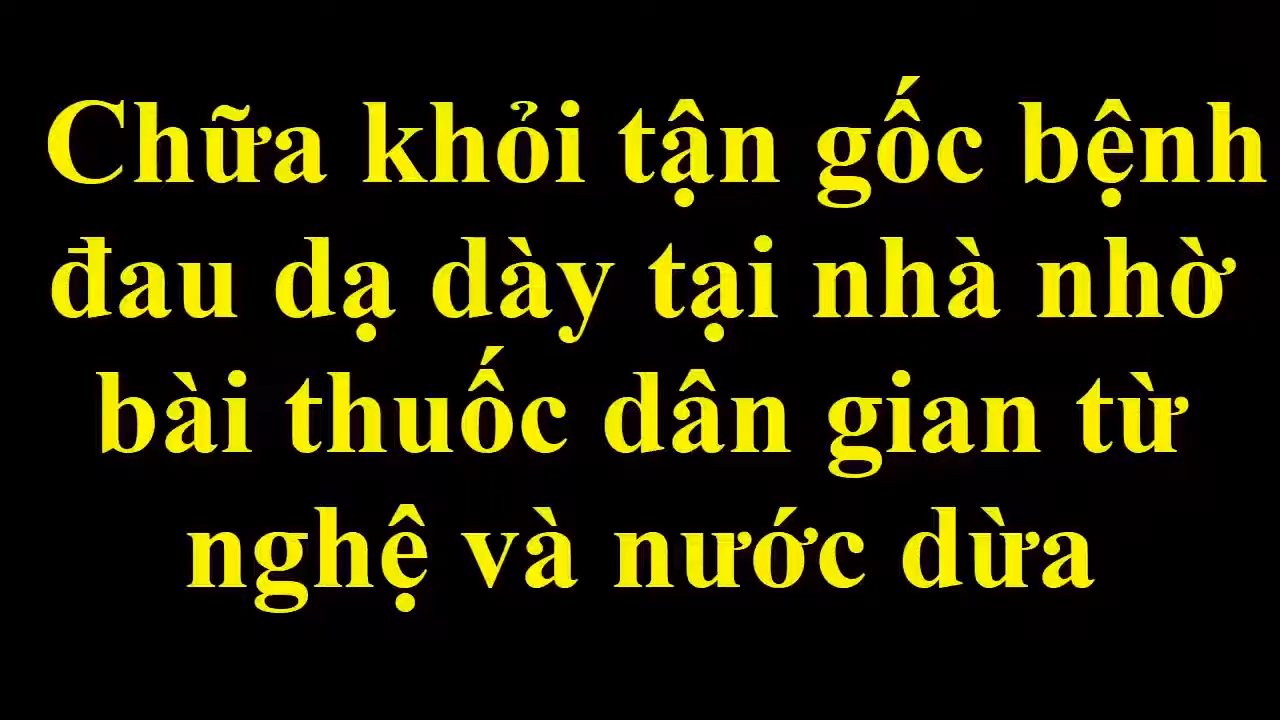 Chữa khỏi tận gốc bệnh
đau dạ dày tại nhà nhờ
bài thuốc dân gian từ
nghệ và nước dừa